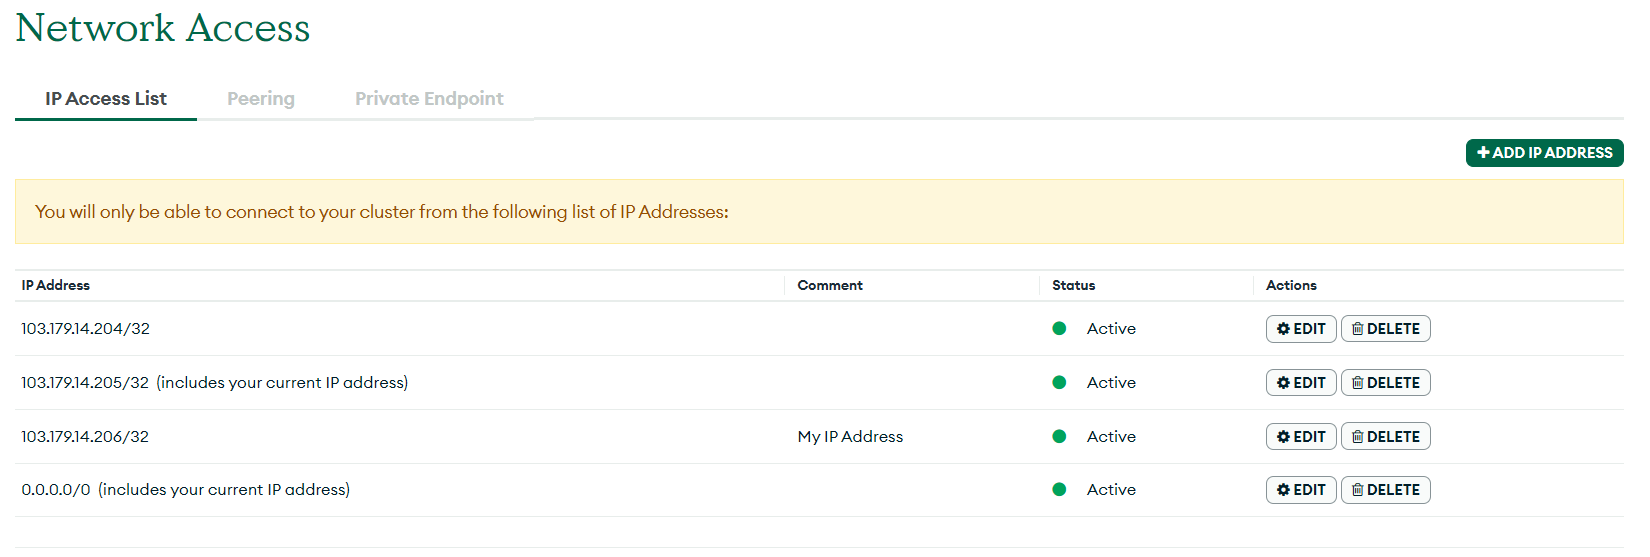 Network Access
IP Access List Peering Private Endpoint
+ ADD IP ADDRESS
You will only be able to connect to your cluster from the following list of IP Addresses:
IP Address Comment Status Actions
103.179.14.204/32 Active EDIT DELETE
103.179.14.205/32 (includes your current IP address) Active EDIT DELETE
103.179.14.206/32 My IP Address Active EDIT DELETE
0.0.0.0/0 (includes your current IP address) Active EDIT DELETE